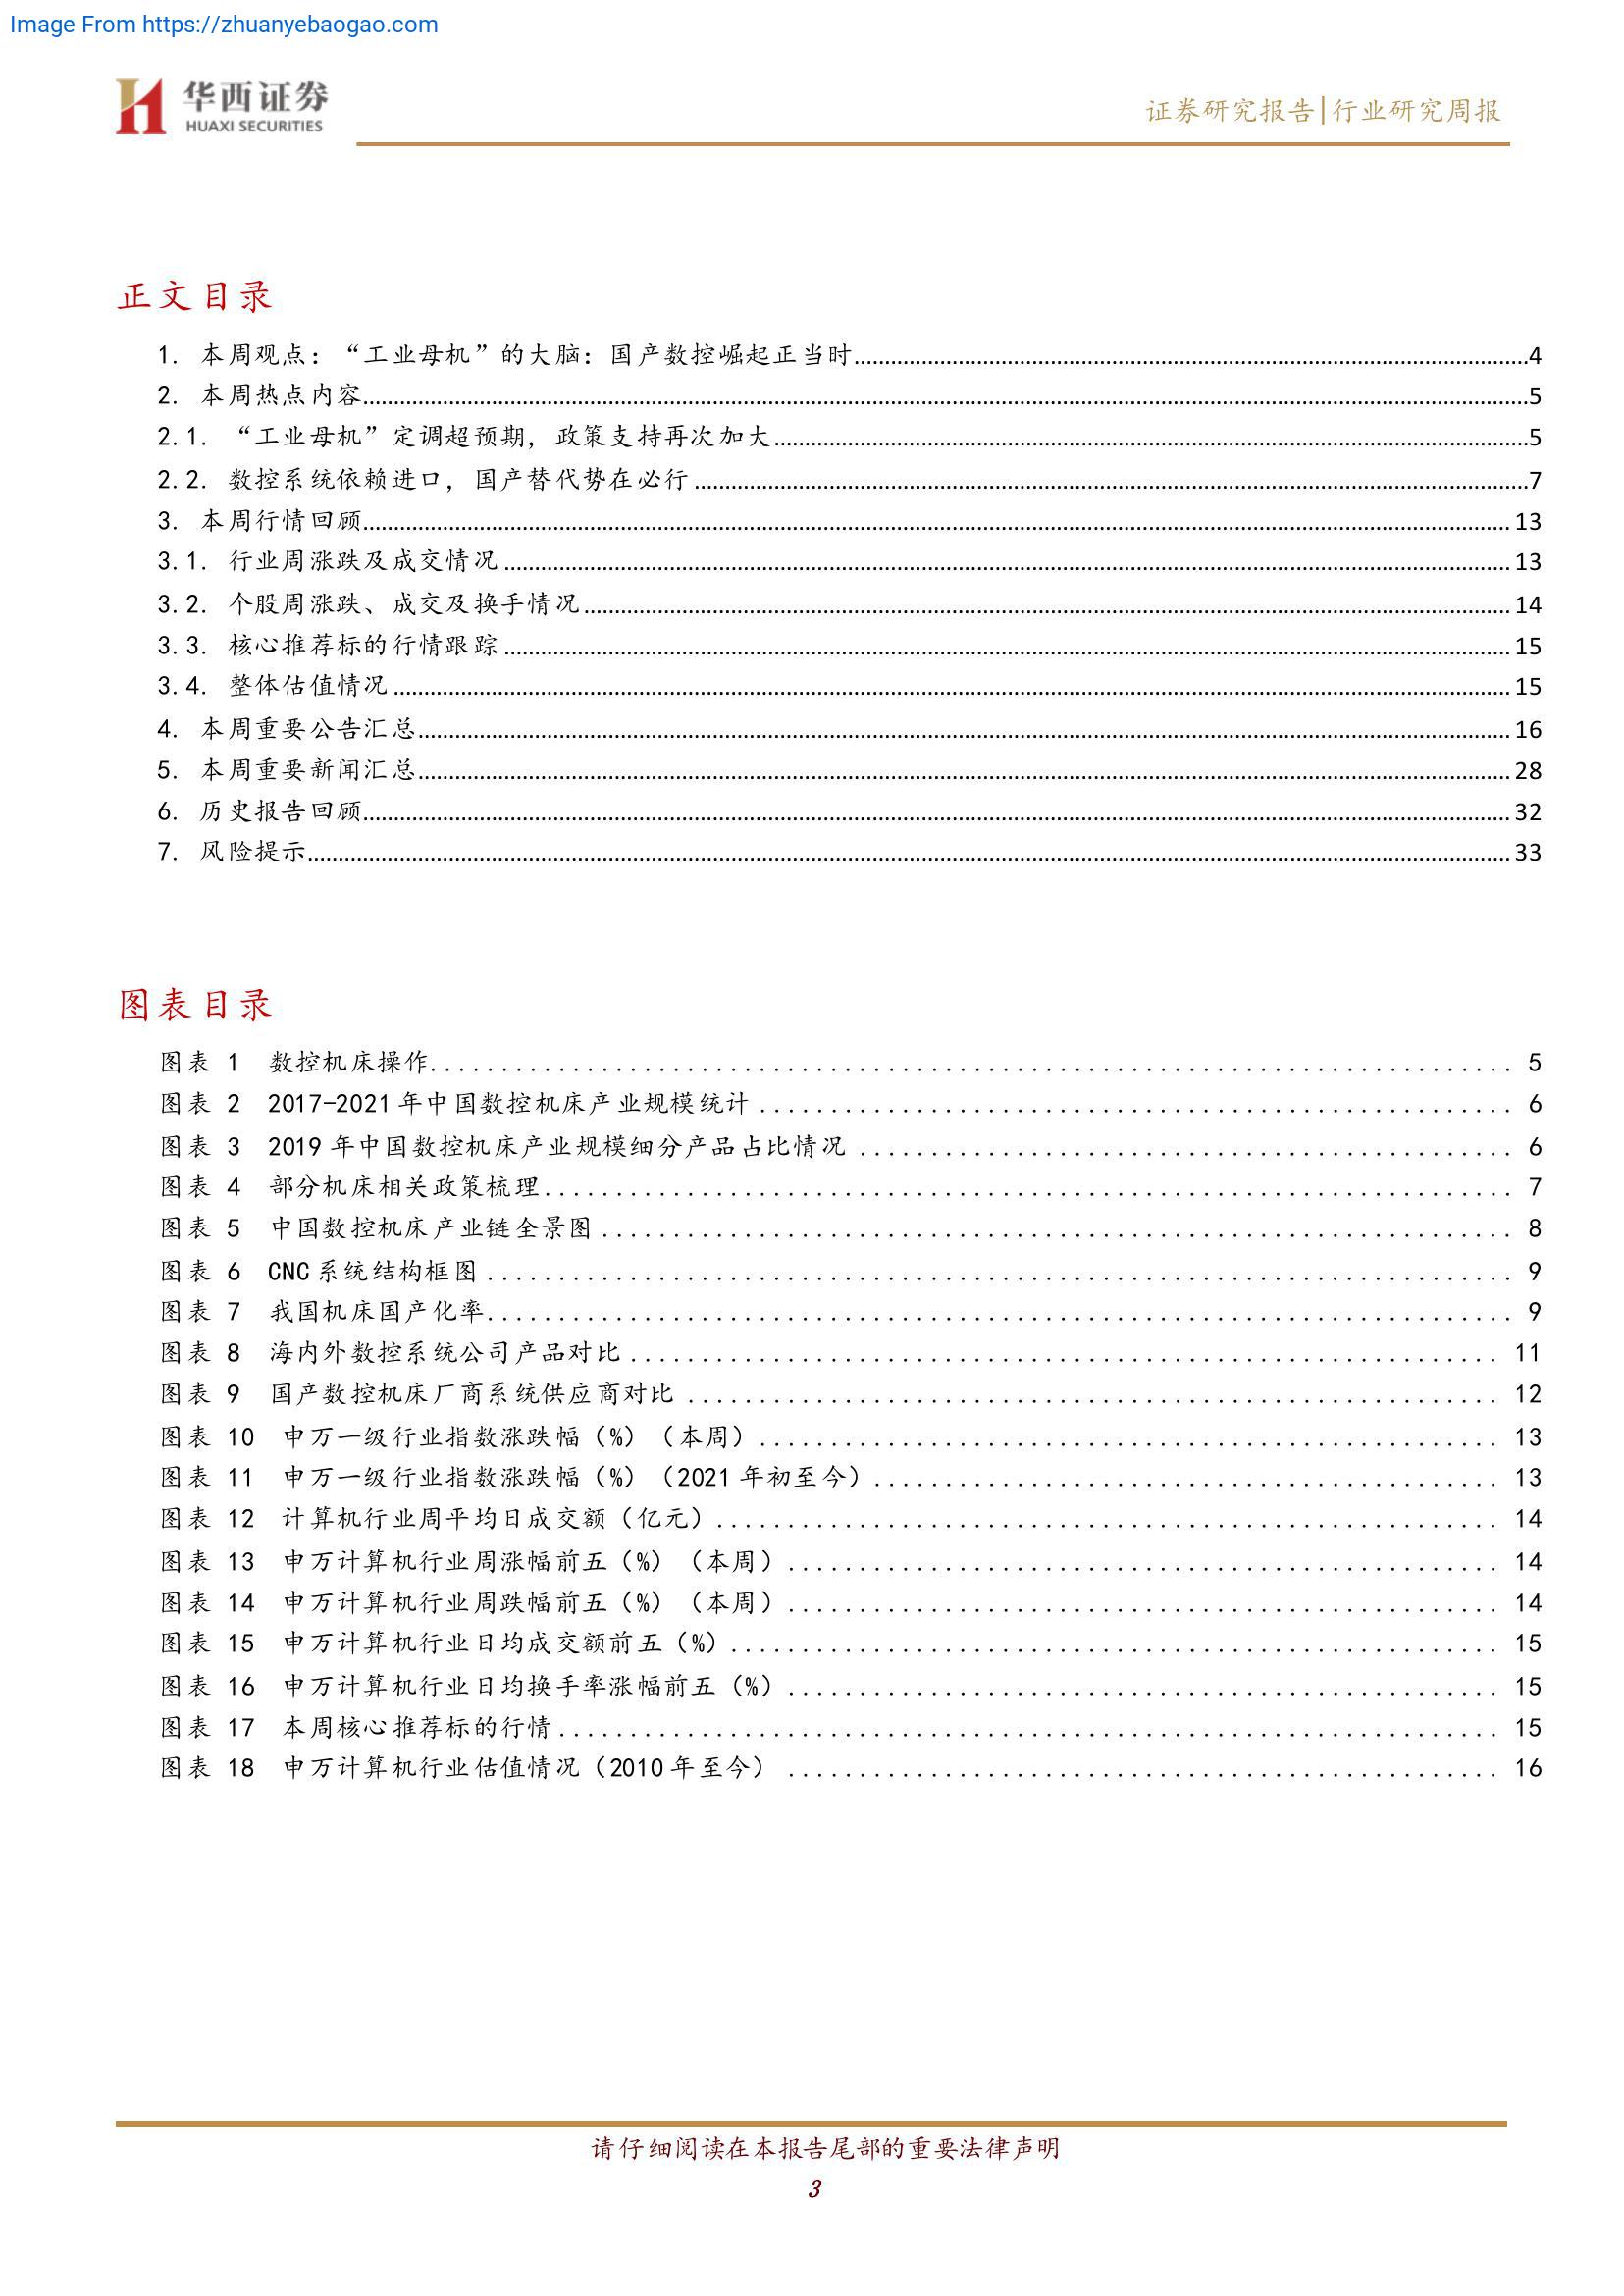 Image From https://zhuanyebaogao.com
华西证券
HUAXI SECURITIES
证券研究报告|行业研究周报
正文目录
1. 本周观点：“工业母机”的大脑：国产数控崛起正当时........4
2. 本周热点内容........5
2.1. “工业母机”定调超预期，政策支持再次加大........5
2.2. 数控系统依赖进口，国产替代势在必行........7
3. 本周行情回顾........13
3.1. 行业周涨跌及成交情况........13
3.2. 个股周涨跌、成交及换手情况........14
3.3. 核心推荐标的行情跟踪........15
3.4. 整体估值情况........15
4. 本周重要公告汇总........16
5. 本周重要新闻汇总........28
6. 历史报告回顾........32
7. 风险提示........33
图表目录
图表 1 数控机床操作........5
图表 2 2017-2021年中国数控机床产业规模统计........6
图表 3 2019年中国数控机床产业规模细分产品占比情况........6
图表 4 部分机床相关政策梳理........7
图表 5 中国数控机床产业链全景图........8
图表 6 CNC系统结构框图........9
图表 7 我国机床国产化率........9
图表 8 海内外数控系统公司产品对比........11
图表 9 国产数控机床厂商系统供应商对比........12
图表 10 申万一级行业指数涨跌幅（%）（本周）........13
图表 11 申万一级行业指数涨跌幅（%）（2021年初至今）........13
图表 12 计算机行业周平均日成交额（亿元）........14
图表 13 申万计算机行业周涨幅前五（%）（本周）........14
图表 14 申万计算机行业周跌幅前五（%）（本周）........14
图表 15 申万计算机行业日均成交额前五（%）........15
图表 16 申万计算机行业日均换手率涨幅前五（%）........15
图表 17 本周核心推荐标的行情........15
图表 18 申万计算机行业估值情况（2010年至今）........16
请仔细阅读在本报告尾部的重要法律声明
3